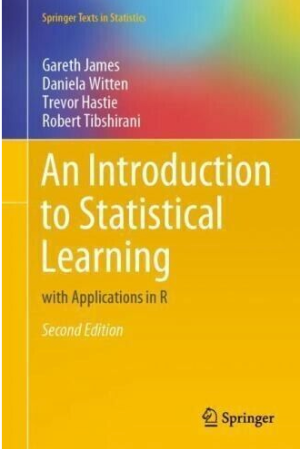 Springer Texts in Statistics
Gareth James
Daniela Witten
Trevor Hastie
Robert Tibshirani
An Introduction
to Statistical
Learning
with Applications in R
Second Edition
Springer